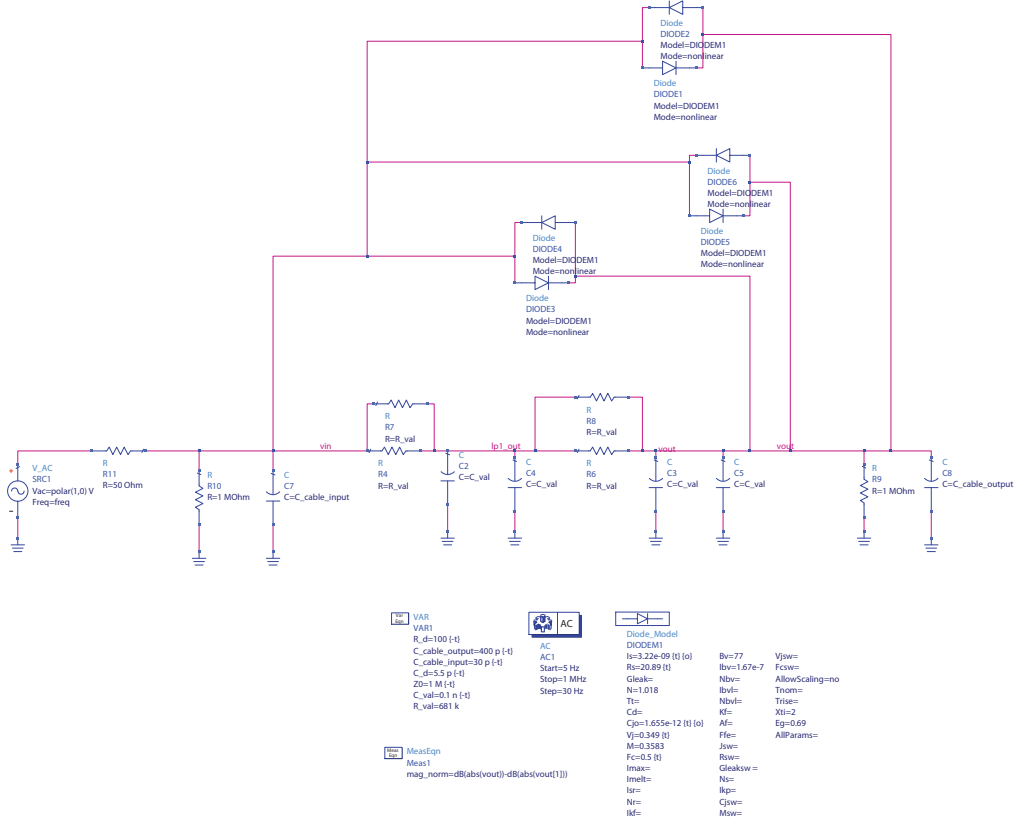 Diode
DIODE2
Model=DIODEM1
Mode=nonlinear
Diode
DIODE1
Model=DIODEM1
Mode=nonlinear
Diode
DIODE6
Model=DIODEM1
Mode=nonlinear
Diode
DIODE5
Model=DIODEM1
Mode=nonlinear
Diode
DIODE4
Model=DIODEM1
Mode=nonlinear
Diode
DIODE3
Model=DIODEM1
Mode=nonlinear
V_AC
SRC1
Vac=polar(1,0) V
Freq=freq
R
R11
R=50 Ohm
R
R10
R=1 MOhm
C
C7
C=C_cable_input
vin
R
R7
R=R_val
R4
R=R_val
C
C2
C=C_val
lp1_out
C
C4
C=C_val
R
R8
R=R_val
R
R6
R=R_val
vout
C
C3
C=C_val
C
C5
C=C_val
vout
R
R9
R=1 MOhm
C
C8
C=C_cable_output
Var
Eqn
VAR
VAR1
R_d=100 {-t}
C_cable_output=400 p {-t}
C_cable_input=30 p {-t}
C_d=5.5 p {-t}
Z0=1 M {-t}
C_val=0.1 n {-t}
R_val=681 k
AC
AC
AC1
Start=5 Hz
Stop=1 MHz
Step=30 Hz
Meas
Eqn
MeasEqn
Meas1
mag_norm=dB(abs(vout))-dB(abs(vout[1]))
Diode_Model
DIODEM1
Is=3.22e-09 {t} {o}
Rs=20.89 {t}
Gleak=
N=1.018
Tt=
Cd=
Cjo=1.655e-12 {t} {o}
Vj=0.349 {t}
M=0.3583
Fc=0.5 {t}
Imax=
Imelt=
Isr=
Nr=
Ikf=
Bv=77
Ibv=1.67e-7
Nbv=
Ibvl=
Nbvl=
Kf=
Af=
Ffe=
Jsw=
Rsw=
Gleaksw=
Ns=
Ikp=
Cjsw=
Msw=
Vjsw=
Fcsw=
AllowScaling=no
Tnom=
Trise=
Xti=2
Eg=0.69
AllParams=